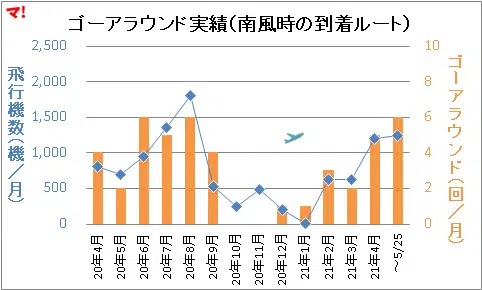 マ!
ゴーアラウンド実績(南風時の到着ルート)
飛行機数(機/月)
2,500
2,000
1,500
1,000
500
0
10
8
6
4
2
0
ゴーアラウンド(回/月)
20年4月
20年5月
20年6月
20年7月
20年8月
20年9月
20年10月
20年11月
20年12月
21年1月
21年2月
21年3月
21年4月
~5/25